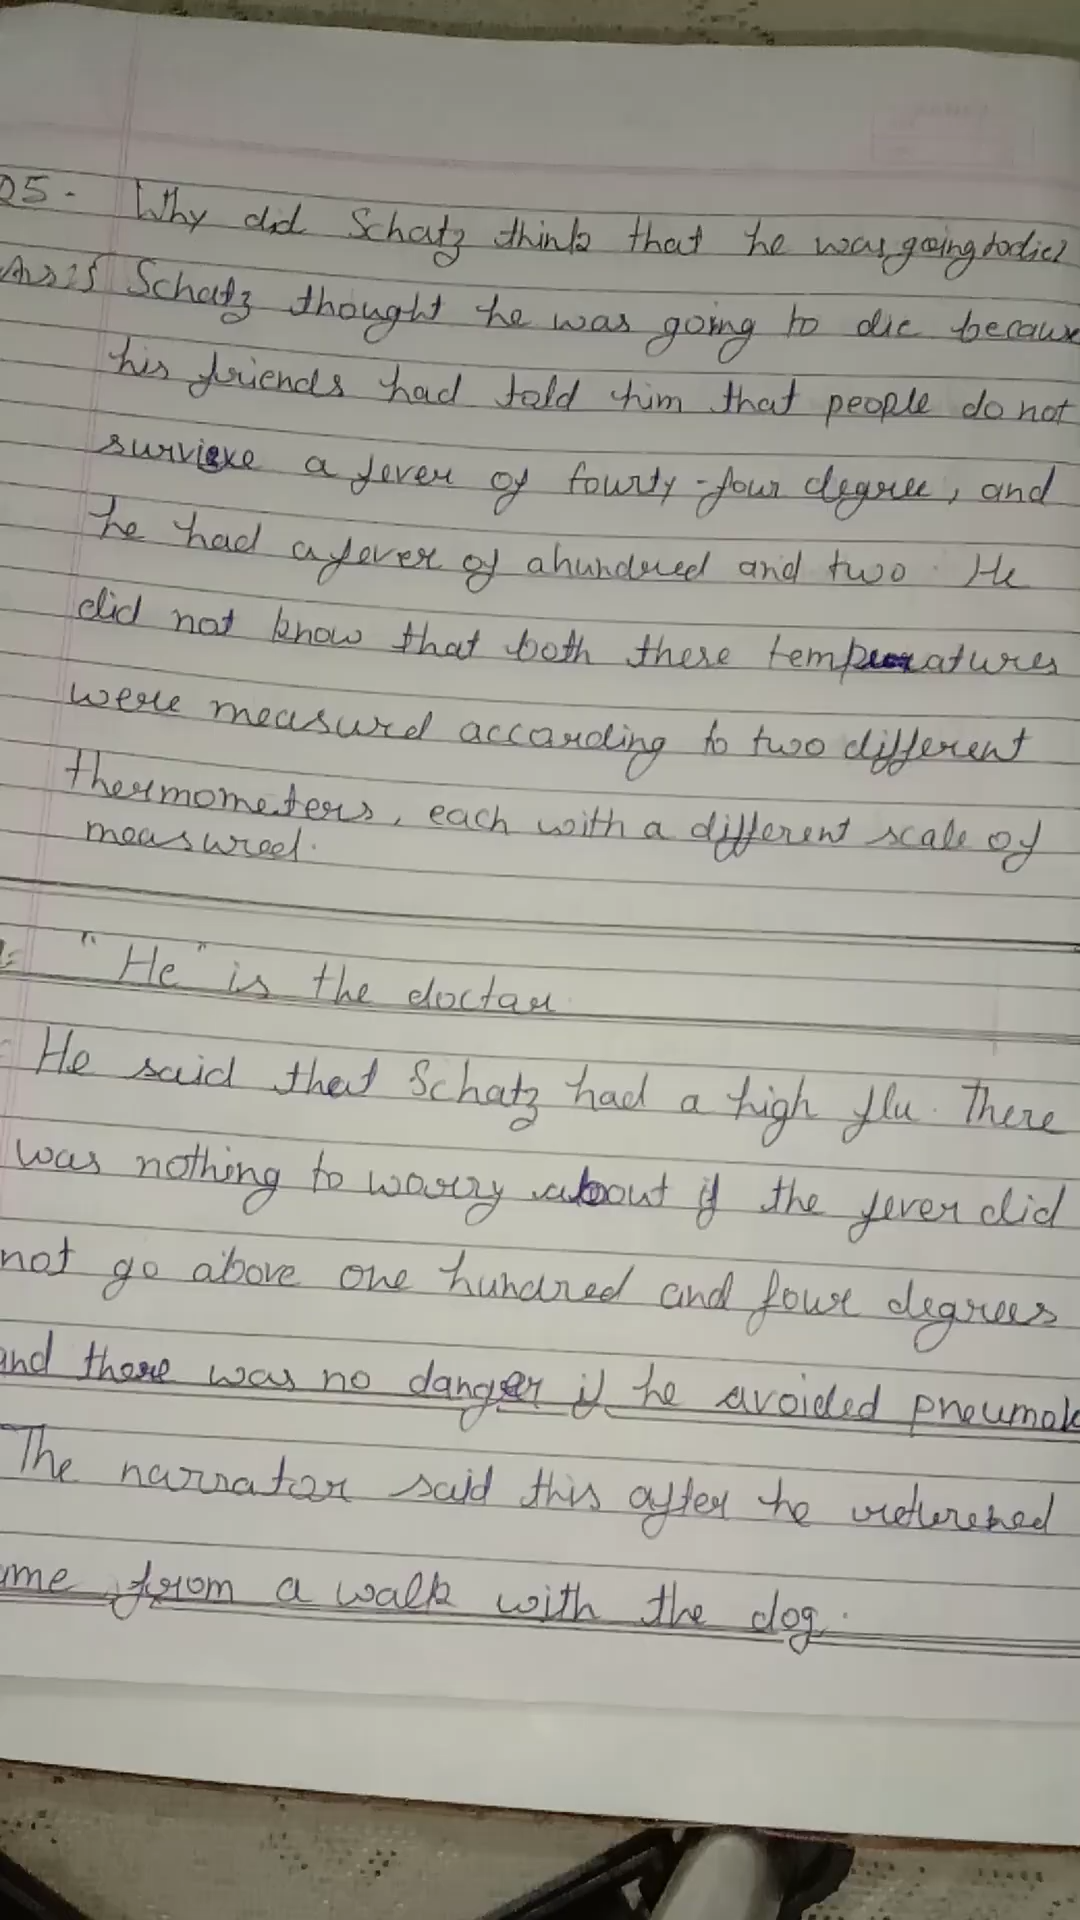 Q5- Why did Schatz think that he was going to die?
Ans:5 Schatz thought he was going to die because
his friends had told him that people do not
survive a fever of fourty-four degree, and
he had a fever of a hundred and two. He
did not know that both these temperatures
were measurd according to two different
thermometers, each with a different scale of
measured.
"He" is the doctor
He said that Schatz had a high flu. There
was nothing to worry about if the fever did
not go above one hundred and four degrees
and there was no danger if he avoided
The narrator said this after he
from a walk with the dog.